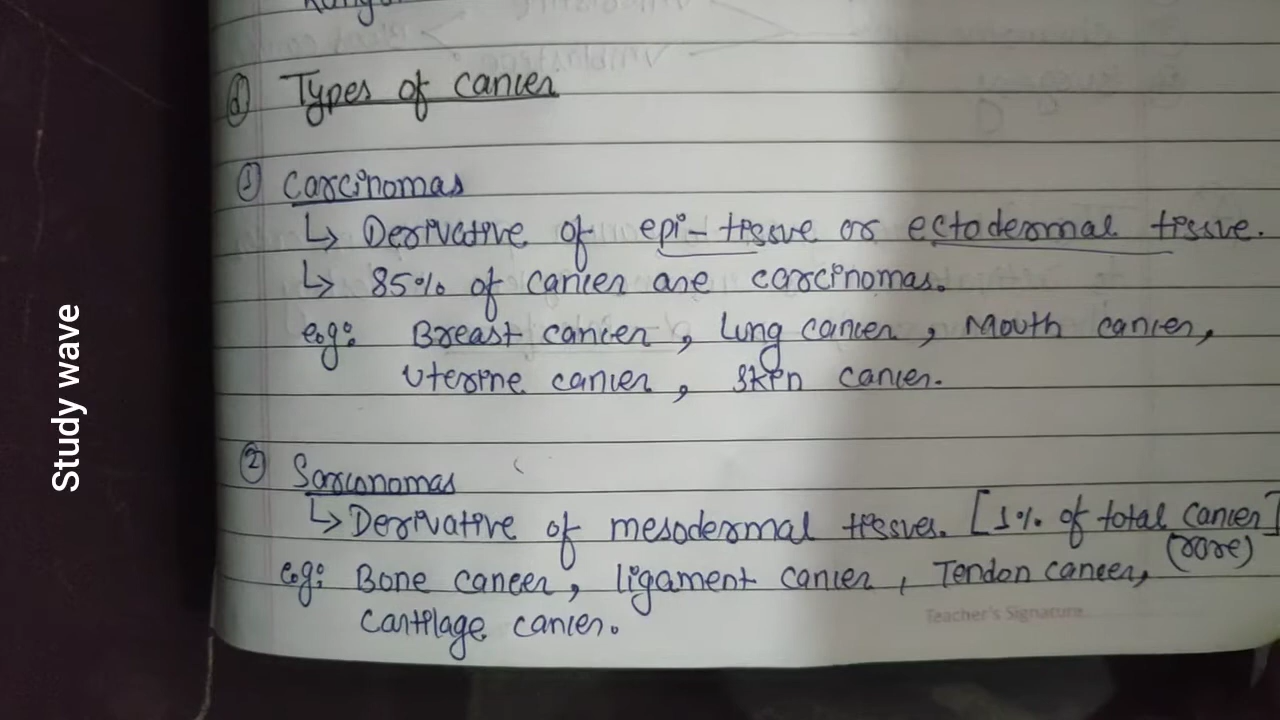 d) Types of cancer
① Carcinomas
↳ Derivative of epi-tissue or ectodermal tissue.
↳ 85% of cancer are carcinomas.
e.g: Breast cancer, Lung cancer, Mouth cancer,
Uterine cancer, Skin cancer.
② Sarconomas
↳ Derivative of mesodermal tissues. [1% of total cancer]
(rare)
e.g: Bone cancer, ligament cancer, Tendon cancer,
Cartilage cancer.
Teacher's Signature
Study wave